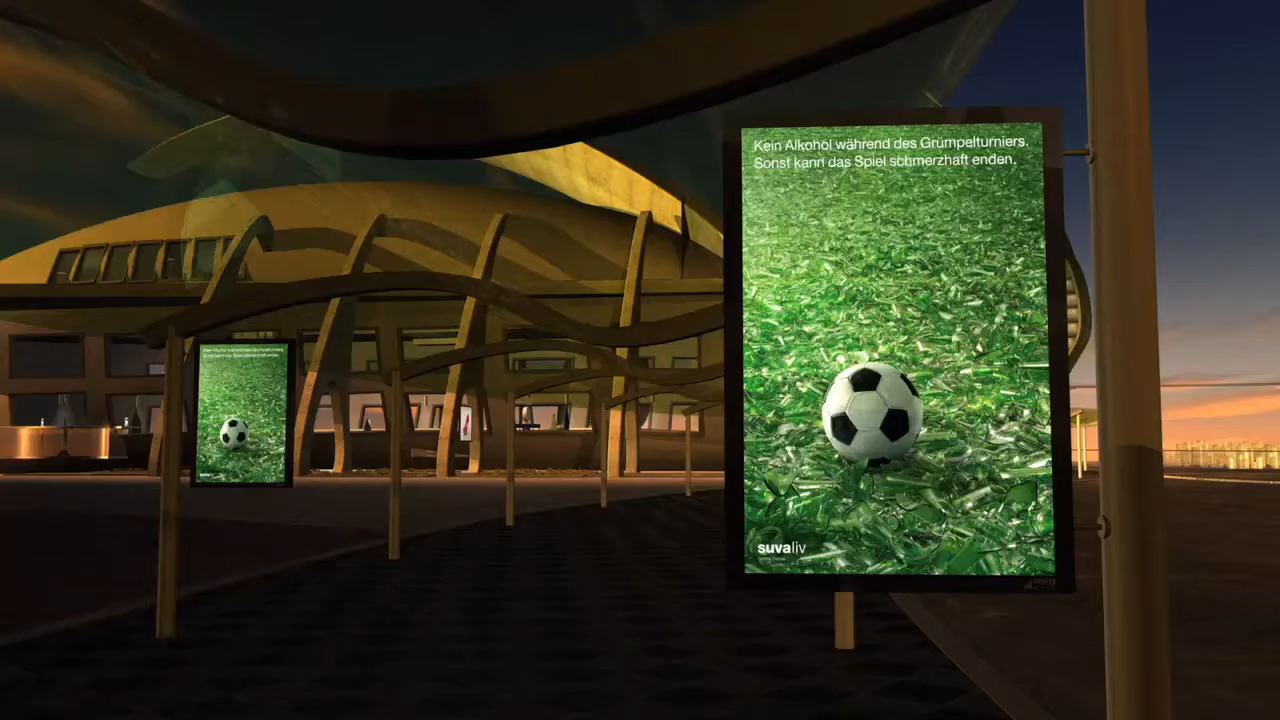 Kein Alkohol während des Grümpelturniers.
Sonst kann das Spiel schmerzhaft enden.
suvaliv